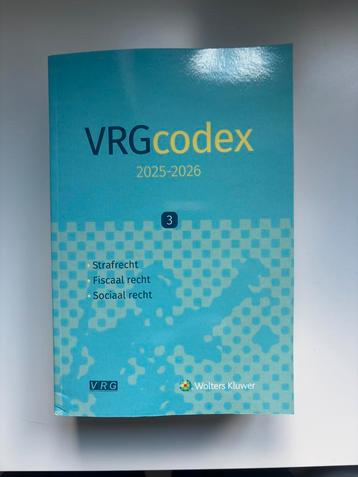 VRGcodex
2025-2026
3
Strafrecht
Fiscaal recht
Sociaal recht
VRG Wolters Kluwer